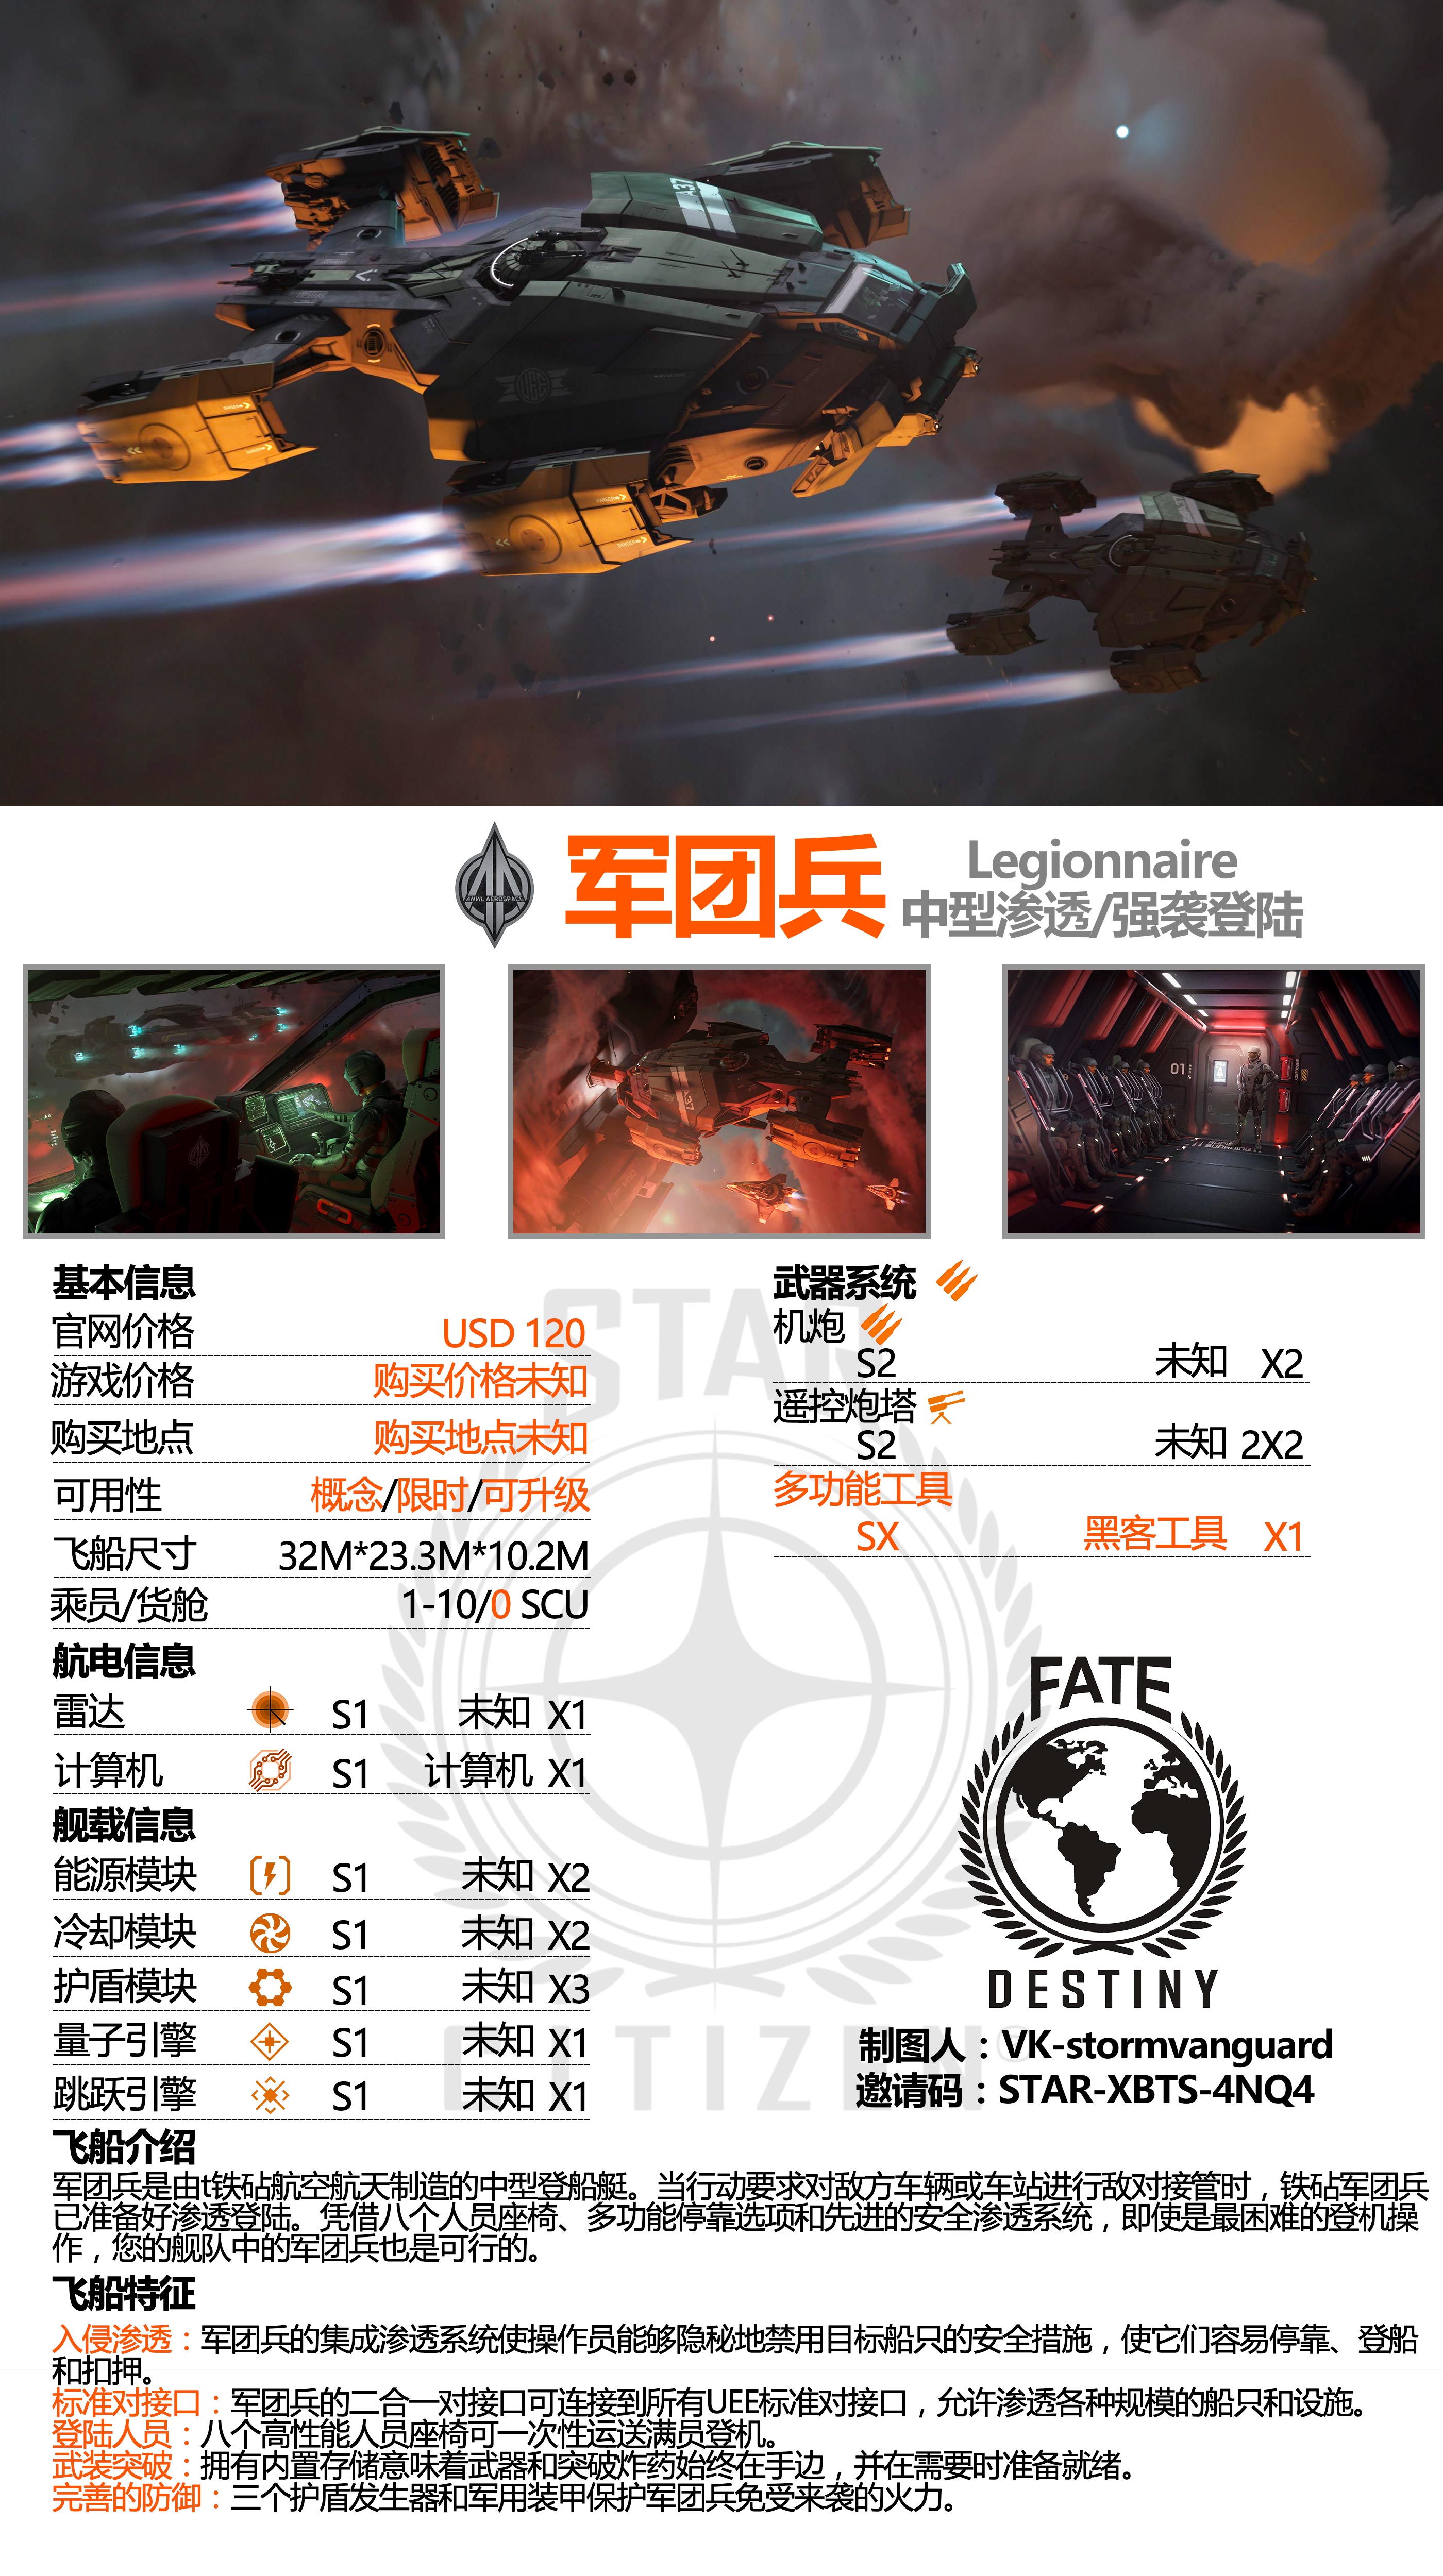 A37
UEE
ANVIL AEROSPACE
军团兵
Legionnaire
中型渗透/强袭登陆
A37
01
基本信息
官网价格 USD 120
游戏价格 购买价格未知
购买地点 购买地点未知
可用性 概念/限时/可升级
飞船尺寸 32M*23.3M*10.2M
乘员/货舱 1-10/0 SCU
航电信息
雷达 S1 未知 X1
计算机 S1 计算机 X1
舰载信息
能源模块 S1 未知 X2
冷却模块 S1 未知 X2
护盾模块 S1 未知 X3
量子引擎 S1 未知 X1
跳跃引擎 S1 未知 X1
武器系统
机炮
S2 未知 X2
遥控炮塔
S2 未知 2X2
多功能工具
SX 黑客工具 X1
STAR
CITIZEN
FATE
DESTINY
制图人：VK-stormvanguard
邀请码：STAR-XBTS-4NQ4
飞船介绍
军团兵是由t铁砧航空航天制造的中型登船艇。当行动要求对敌方车辆或车站进行敌对接管时，铁砧军团兵
已准备好渗透登陆。凭借八个人员座椅、多功能停靠选项和先进的安全渗透系统，即使是最困难的登机操
作，您的舰队中的军团兵也是可行的。
飞船特征
入侵渗透：军团兵的集成渗透系统使操作员能够隐秘地禁用目标船只的安全措施，使它们容易停靠、登船
和扣押。
标准对接口：军团兵的二合一对接口可连接到所有UEE标准对接口，允许渗透各种规模的船只和设施。
登陆人员：八个高性能人员座椅可一次性运送满员登机。
武装突破：拥有内置存储意味着武器和突破炸药始终在手边，并在需要时准备就绪。
完善的防御：三个护盾发生器和军用装甲保护军团兵免受来袭的火力。